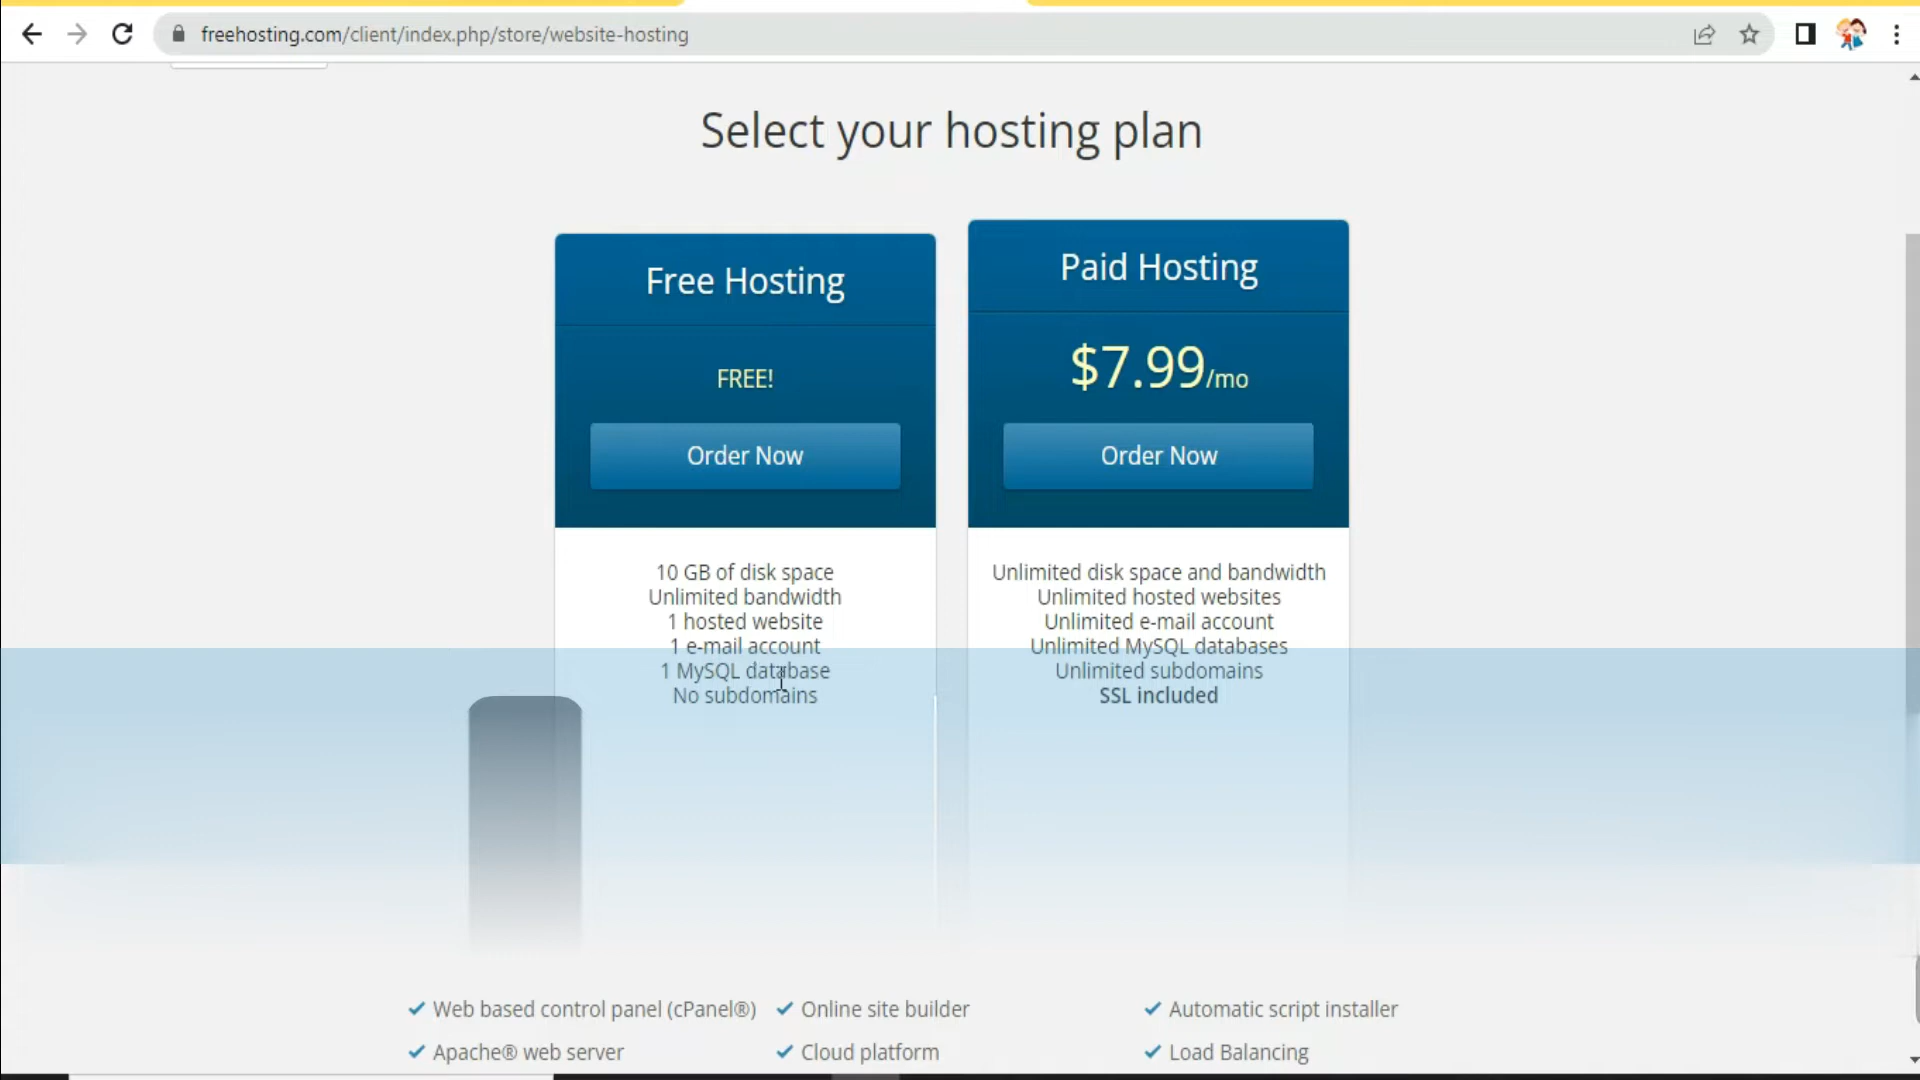 freehosting.com/client/index.php/store/website-hosting
Select your hosting plan
Free Hosting
FREE!
Order Now
10 GB of disk space
Unlimited bandwidth
1 hosted website
1 e-mail account
1 MySQL database
No subdomains
Paid Hosting
$7.99/mo
Order Now
Unlimited disk space and bandwidth
Unlimited hosted websites
Unlimited e-mail account
Unlimited MySQL databases
Unlimited subdomains
SSL included
Web based control panel (cPanel®) Online site builder Automatic script installer
Apache® web server Cloud platform Load Balancing